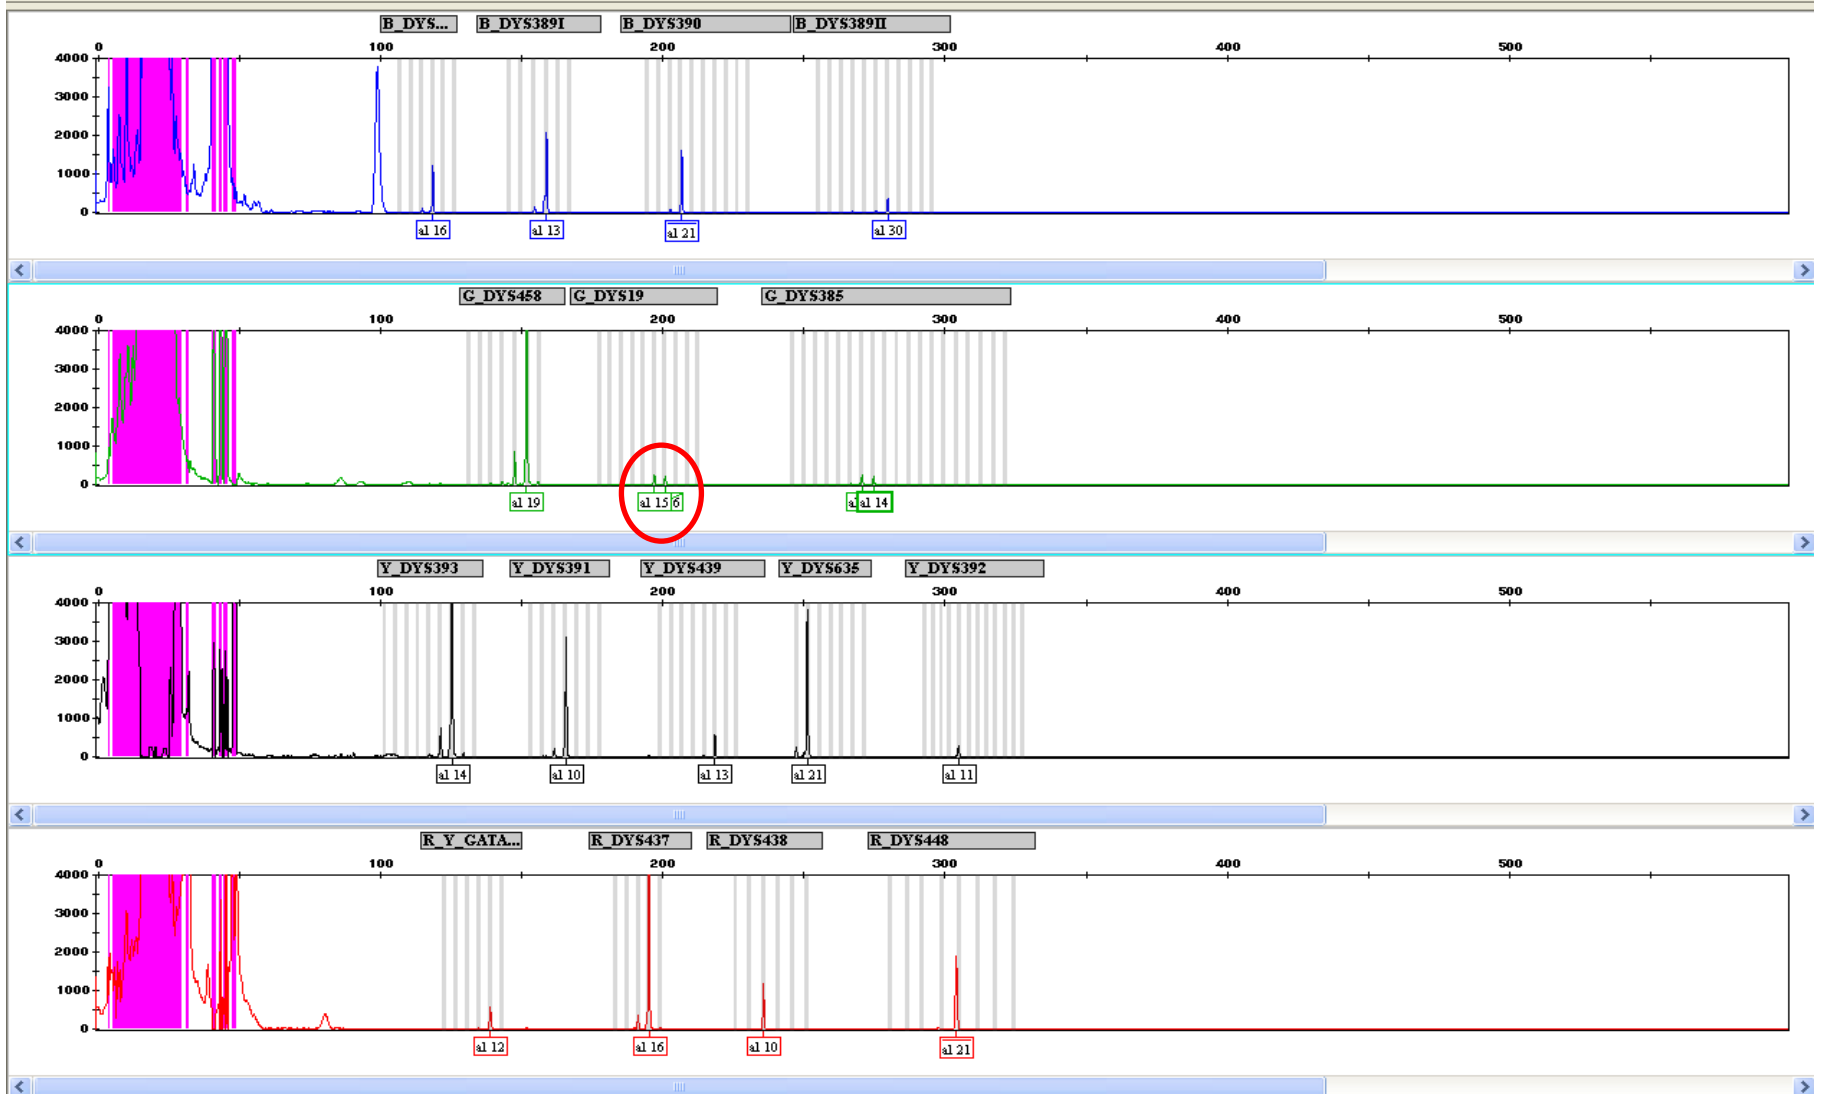 B_DYS... B_DYS389I B_DYS390 B_DYS389II
0 100 200 300 400 500
4000
3000
2000
1000
0
al 16 al 13 al 21 al 30
G_DYS458 G_DYS19 G_DYS385
0 100 200 300 400 500
4000
3000
2000
1000
0
al 19 al 15 6 al 14
Y_DYS393 Y_DYS391 Y_DYS439 Y_DYS635 Y_DYS392
0 100 200 300 400 500
4000
3000
2000
1000
0
al 14 al 10 al 13 al 21 al 11
R_Y_GATA... R_DYS437 R_DYS438 R_DYS448
0 100 200 300 400 500
4000
3000
2000
1000
0
al 12 al 16 al 10 al 21